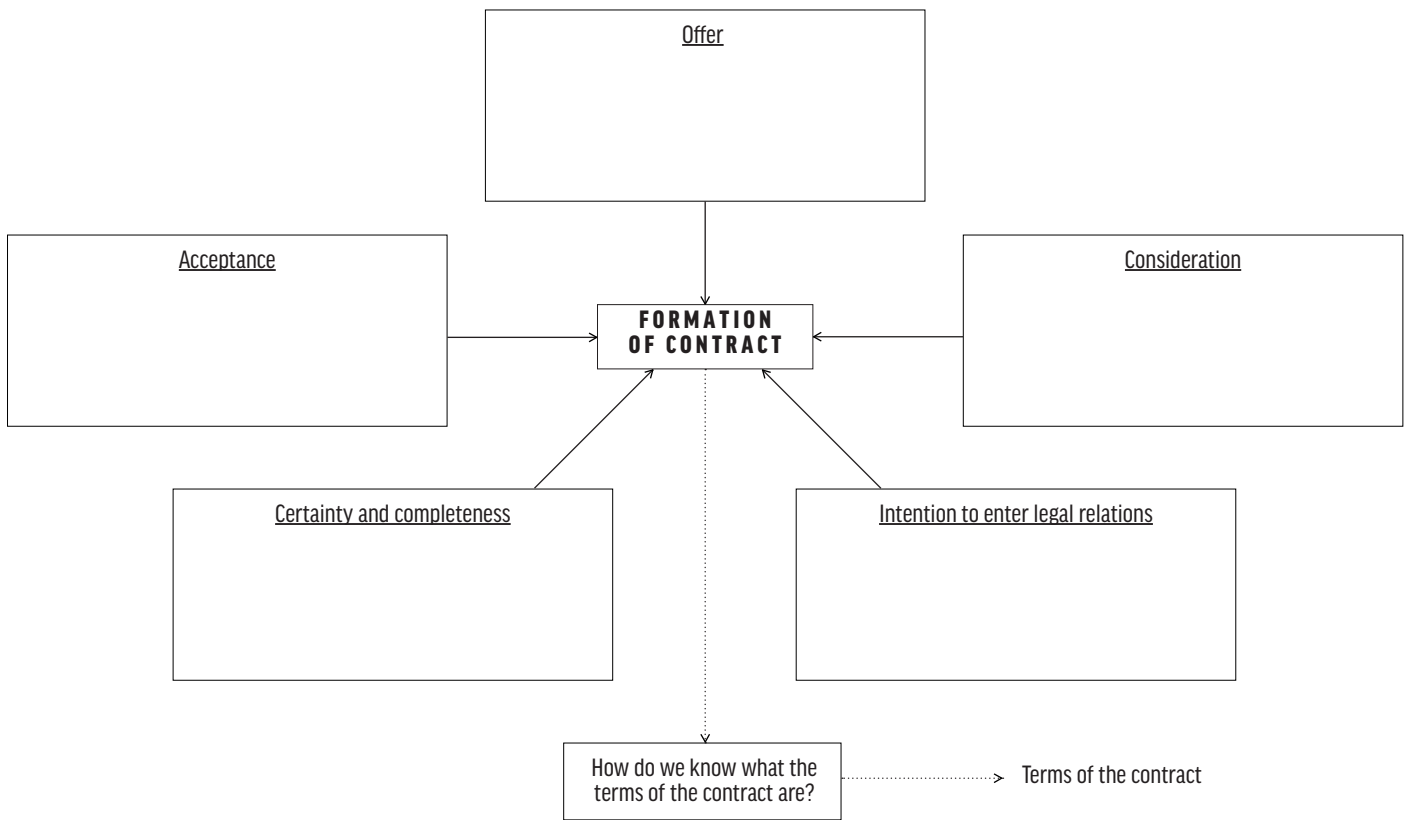 Offer
Acceptance
Consideration
FORMATION
OF CONTRACT
Certainty and completeness
Intention to enter legal relations
How do we know what the
terms of the contract are?
Terms of the contract